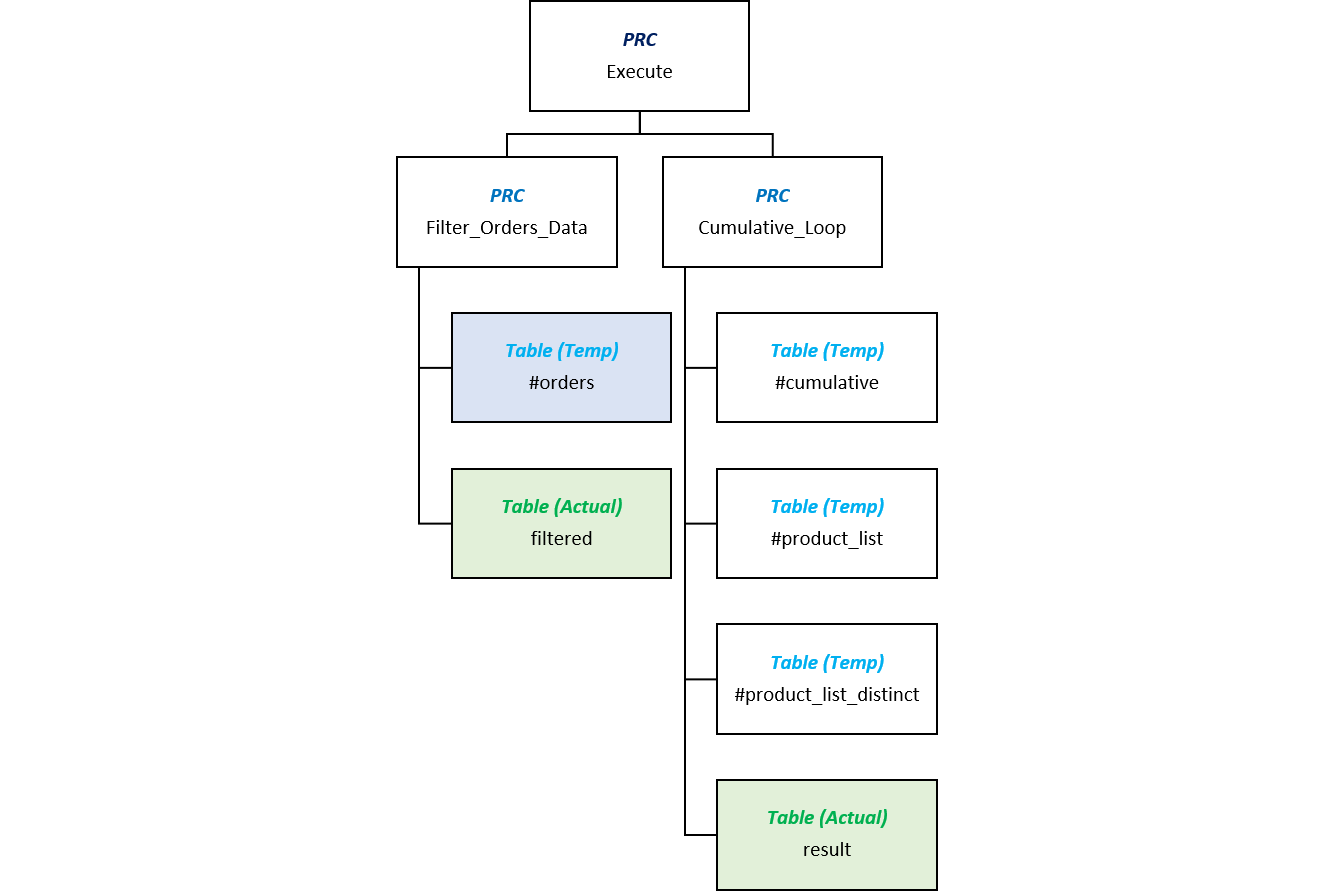 PRC
Execute
PRC
Filter_Orders_Data
PRC
Cumulative_Loop
Table (Temp)
#orders
Table (Temp)
#cumulative
Table (Actual)
filtered
Table (Temp)
#product_list
Table (Temp)
#product_list_distinct
Table (Actual)
result